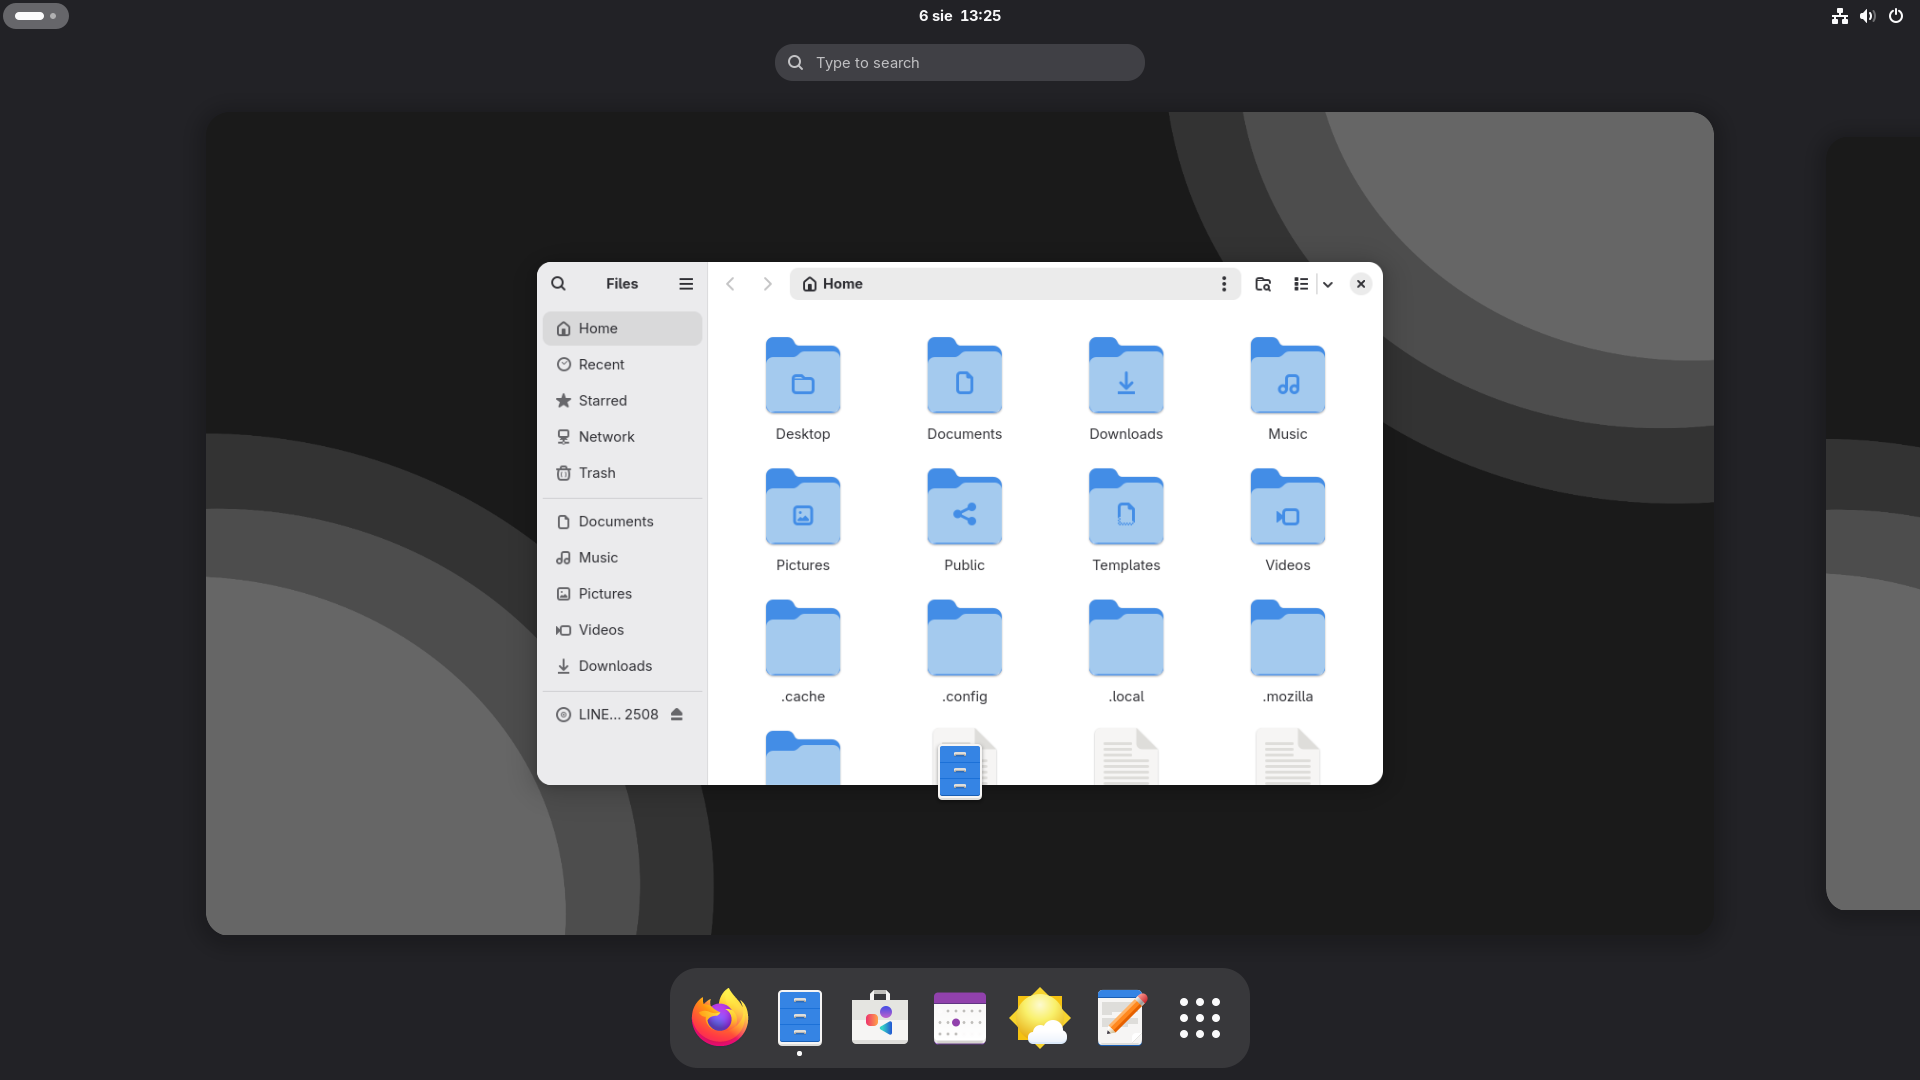 6 sie 13:25
Type to search
Files
Home
Home
Recent
Starred
Network
Trash
Documents
Music
Pictures
Videos
Downloads
LINE... 2508
Desktop
Documents
Downloads
Music
Pictures
Public
Templates
Videos
.cache
.config
.local
.mozilla